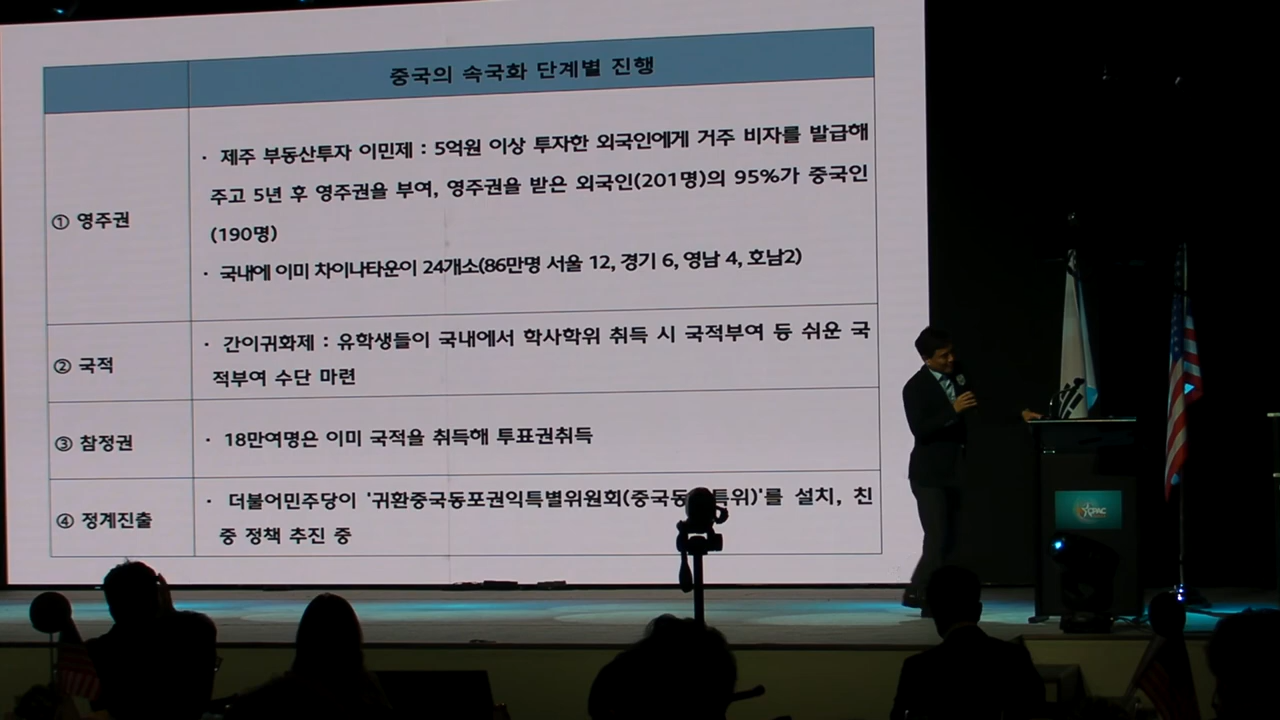 중국의 속국화 단계별 진행
① 영주권
· 제주 부동산투자 이민제 : 5억원 이상 투자한 외국인에게 거주 비자를 발급해
주고 5년 후 영주권을 부여, 영주권을 받은 외국인(201명)의 95%가 중국인
(190명)
· 국내에 이미 차이나타운이 24개소(86만명 서울 12, 경기 6, 영남 4, 호남2)
② 국적
· 간이귀화제 : 유학생들이 국내에서 학사학위 취득 시 국적부여 등 쉬운 국
적부여 수단 마련
③ 참정권
· 18만여명은 이미 국적을 취득해 투표권취득
④ 정계진출
· 더불어민주당이 '귀환중국동포권익특별위원회(중국동 특위)'를 설치, 친
중 정책 추진 중
CPAC